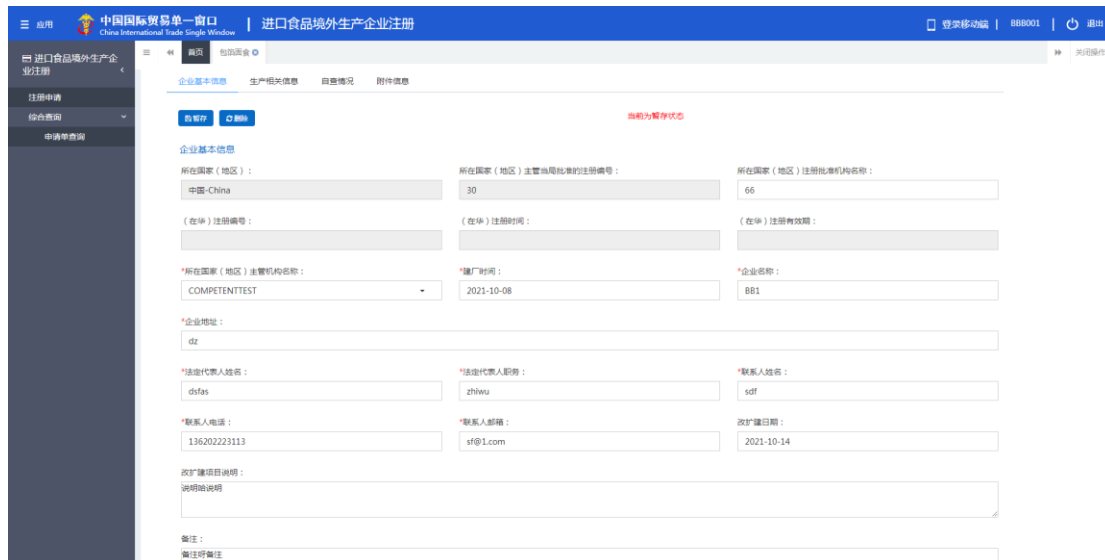 应用
中国国际贸易单一窗口
China International Trade Single Window
进口食品境外生产企业注册
登录移动端
BBB001
退出
进口食品境外生产企业注册
首页
包馅面食
关闭操作
注册申请
综合查询
申请单查询
企业基本信息 生产相关信息 自查情况 附件信息
暂存 删除
当前为暂存状态
企业基本信息
所在国家（地区）： 所在国家（地区）主管当局批准的注册编号： 所在国家（地区）注册批准机构名称：
中国-China 30 66
（在华）注册编号： （在华）注册时间： （在华）注册有效期：
*所在国家（地区）主管机构名称： *建厂时间： *企业名称：
COMPETENTTEST 2021-10-08 BB1
*企业地址：
dz
*法定代表人姓名： *法定代表人职务： *联系人姓名：
dsfas zhiwu sdf
*联系人电话： *联系人邮箱： 改扩建日期：
136202223113 sf@1.com 2021-10-14
改扩建项目说明：
说明哈说明
备注：
备注呀备注